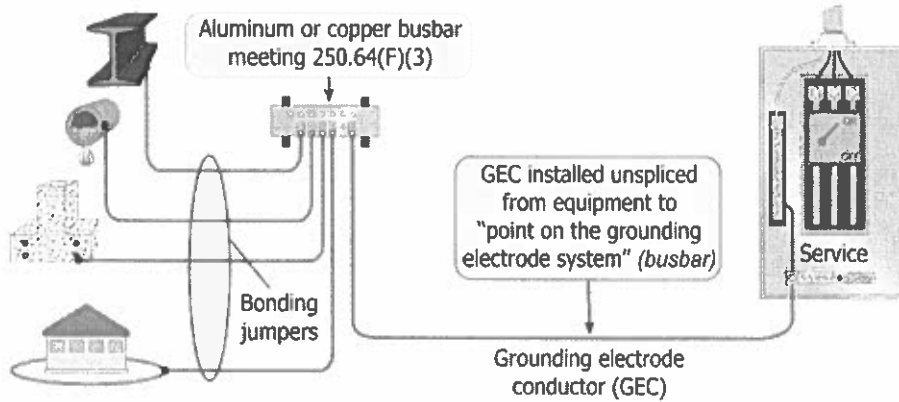 Aluminum or copper busbar
meeting 250.64(F)(3)
GEC installed unspliced
from equipment to
"point on the grounding
electrode system" (busbar)
Service
Bonding
jumpers
Grounding electrode
conductor (GEC)